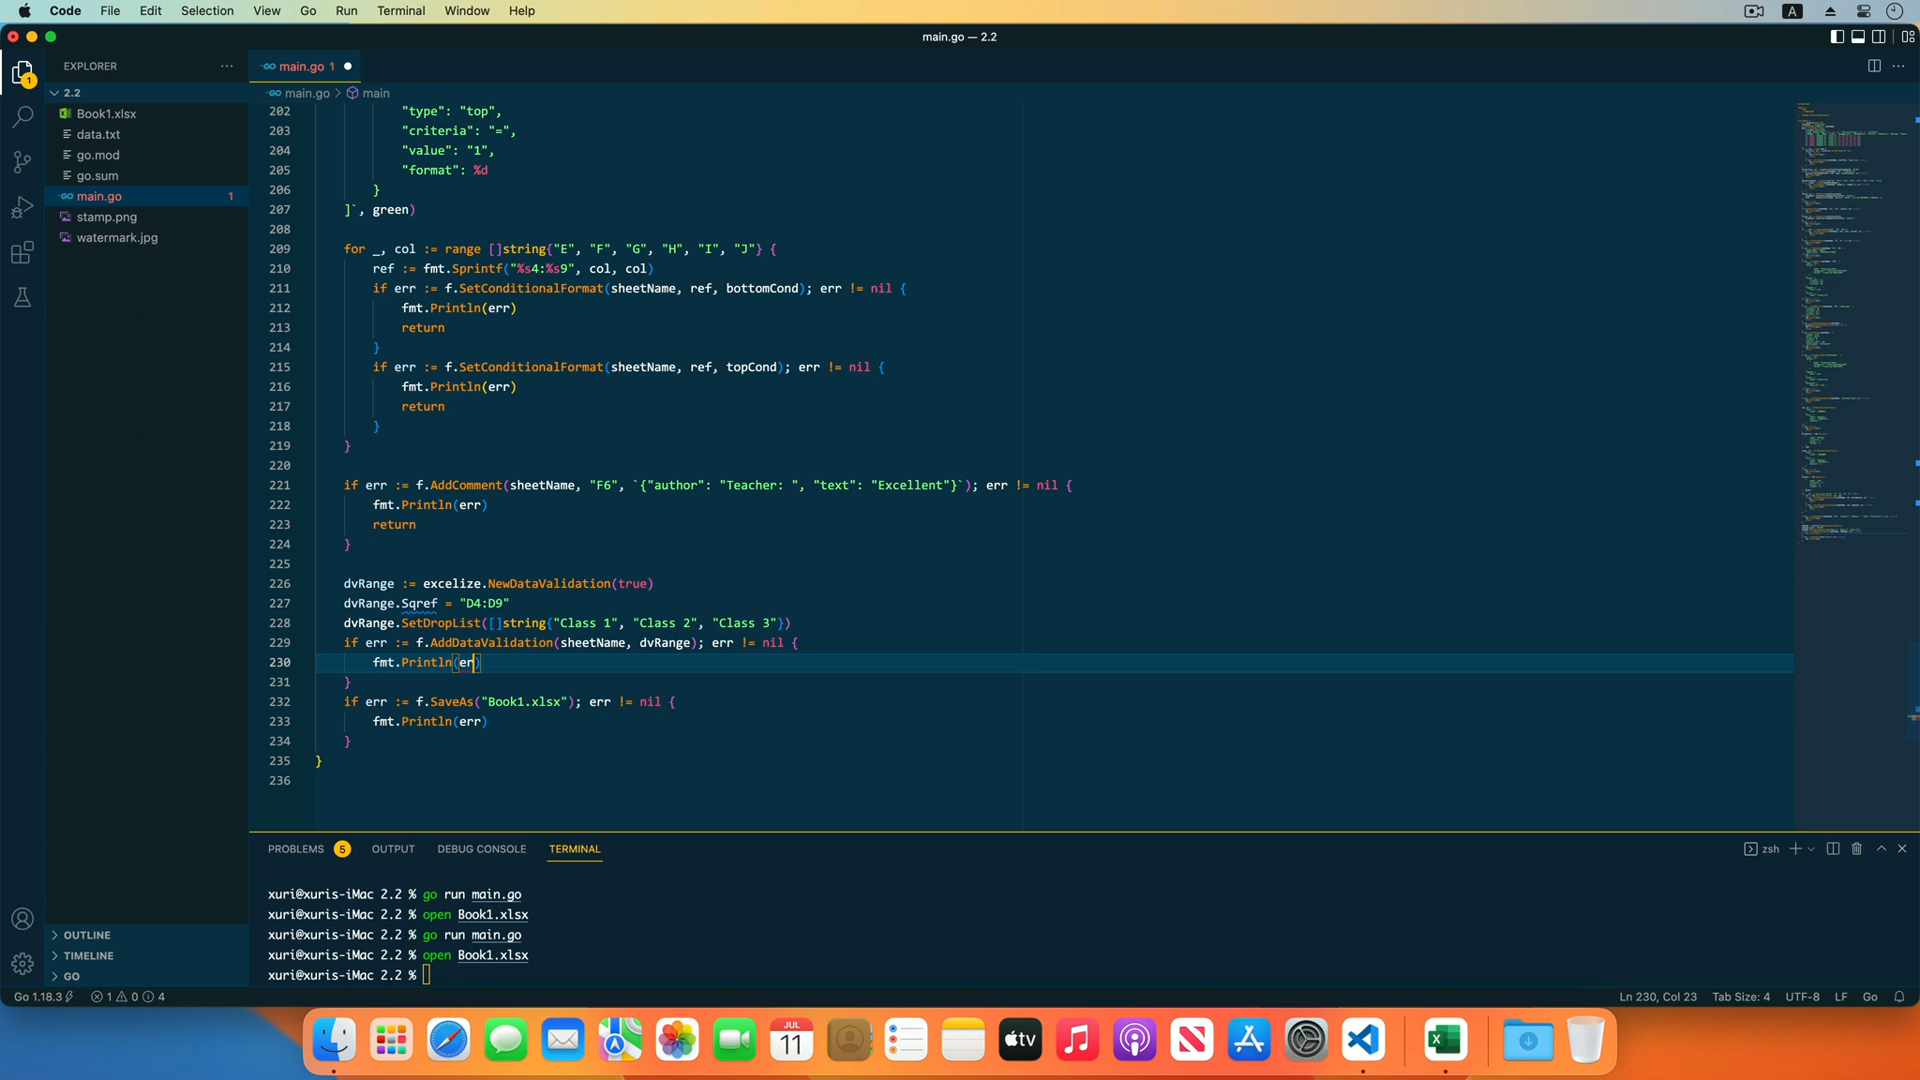 Code File Edit Selection View Go Run Terminal Window Help A
main.go — 2.2
EXPLORER
main.go 1
2.2
main.go > main
Book1.xlsx
data.txt
go.mod
go.sum
main.go 1
stamp.png
watermark.jpg
202 "type": "top",
203 "criteria": "=",
204 "value": "1",
205 "format": %d
206 }
207 ]`, green)
208
209 for _, col := range []string{"E", "F", "G", "H", "I", "J"} {
210 ref := fmt.Sprintf("%s4:%s9", col, col)
211 if err := f.SetConditionalFormat(sheetName, ref, bottomCond); err != nil {
212 fmt.Println(err)
213 return
214 }
215 if err := f.SetConditionalFormat(sheetName, ref, topCond); err != nil {
216 fmt.Println(err)
217 return
218 }
219 }
220
221 if err := f.AddComment(sheetName, "F6", `{"author": "Teacher: ", "text": "Excellent"}`); err != nil {
222 fmt.Println(err)
223 return
224 }
225
226 dvRange := excelize.NewDataValidation(true)
227 dvRange.Sqref = "D4:D9"
228 dvRange.SetDropList([]string{"Class 1", "Class 2", "Class 3"})
229 if err := f.AddDataValidation(sheetName, dvRange); err != nil {
230 fmt.Println(er)
231 }
232 if err := f.SaveAs("Book1.xlsx"); err != nil {
233 fmt.Println(err)
234 }
235 }
236
PROBLEMS 5 OUTPUT DEBUG CONSOLE TERMINAL
zsh
xuri@xuris-iMac 2.2 % go run main.go
xuri@xuris-iMac 2.2 % open Book1.xlsx
xuri@xuris-iMac 2.2 % go run main.go
xuri@xuris-iMac 2.2 % open Book1.xlsx
xuri@xuris-iMac 2.2 %
OUTLINE
TIMELINE
GO
Go 1.18.3 1 0 4
Ln 230, Col 23 Tab Size: 4 UTF-8 LF Go
JUL
11
tv